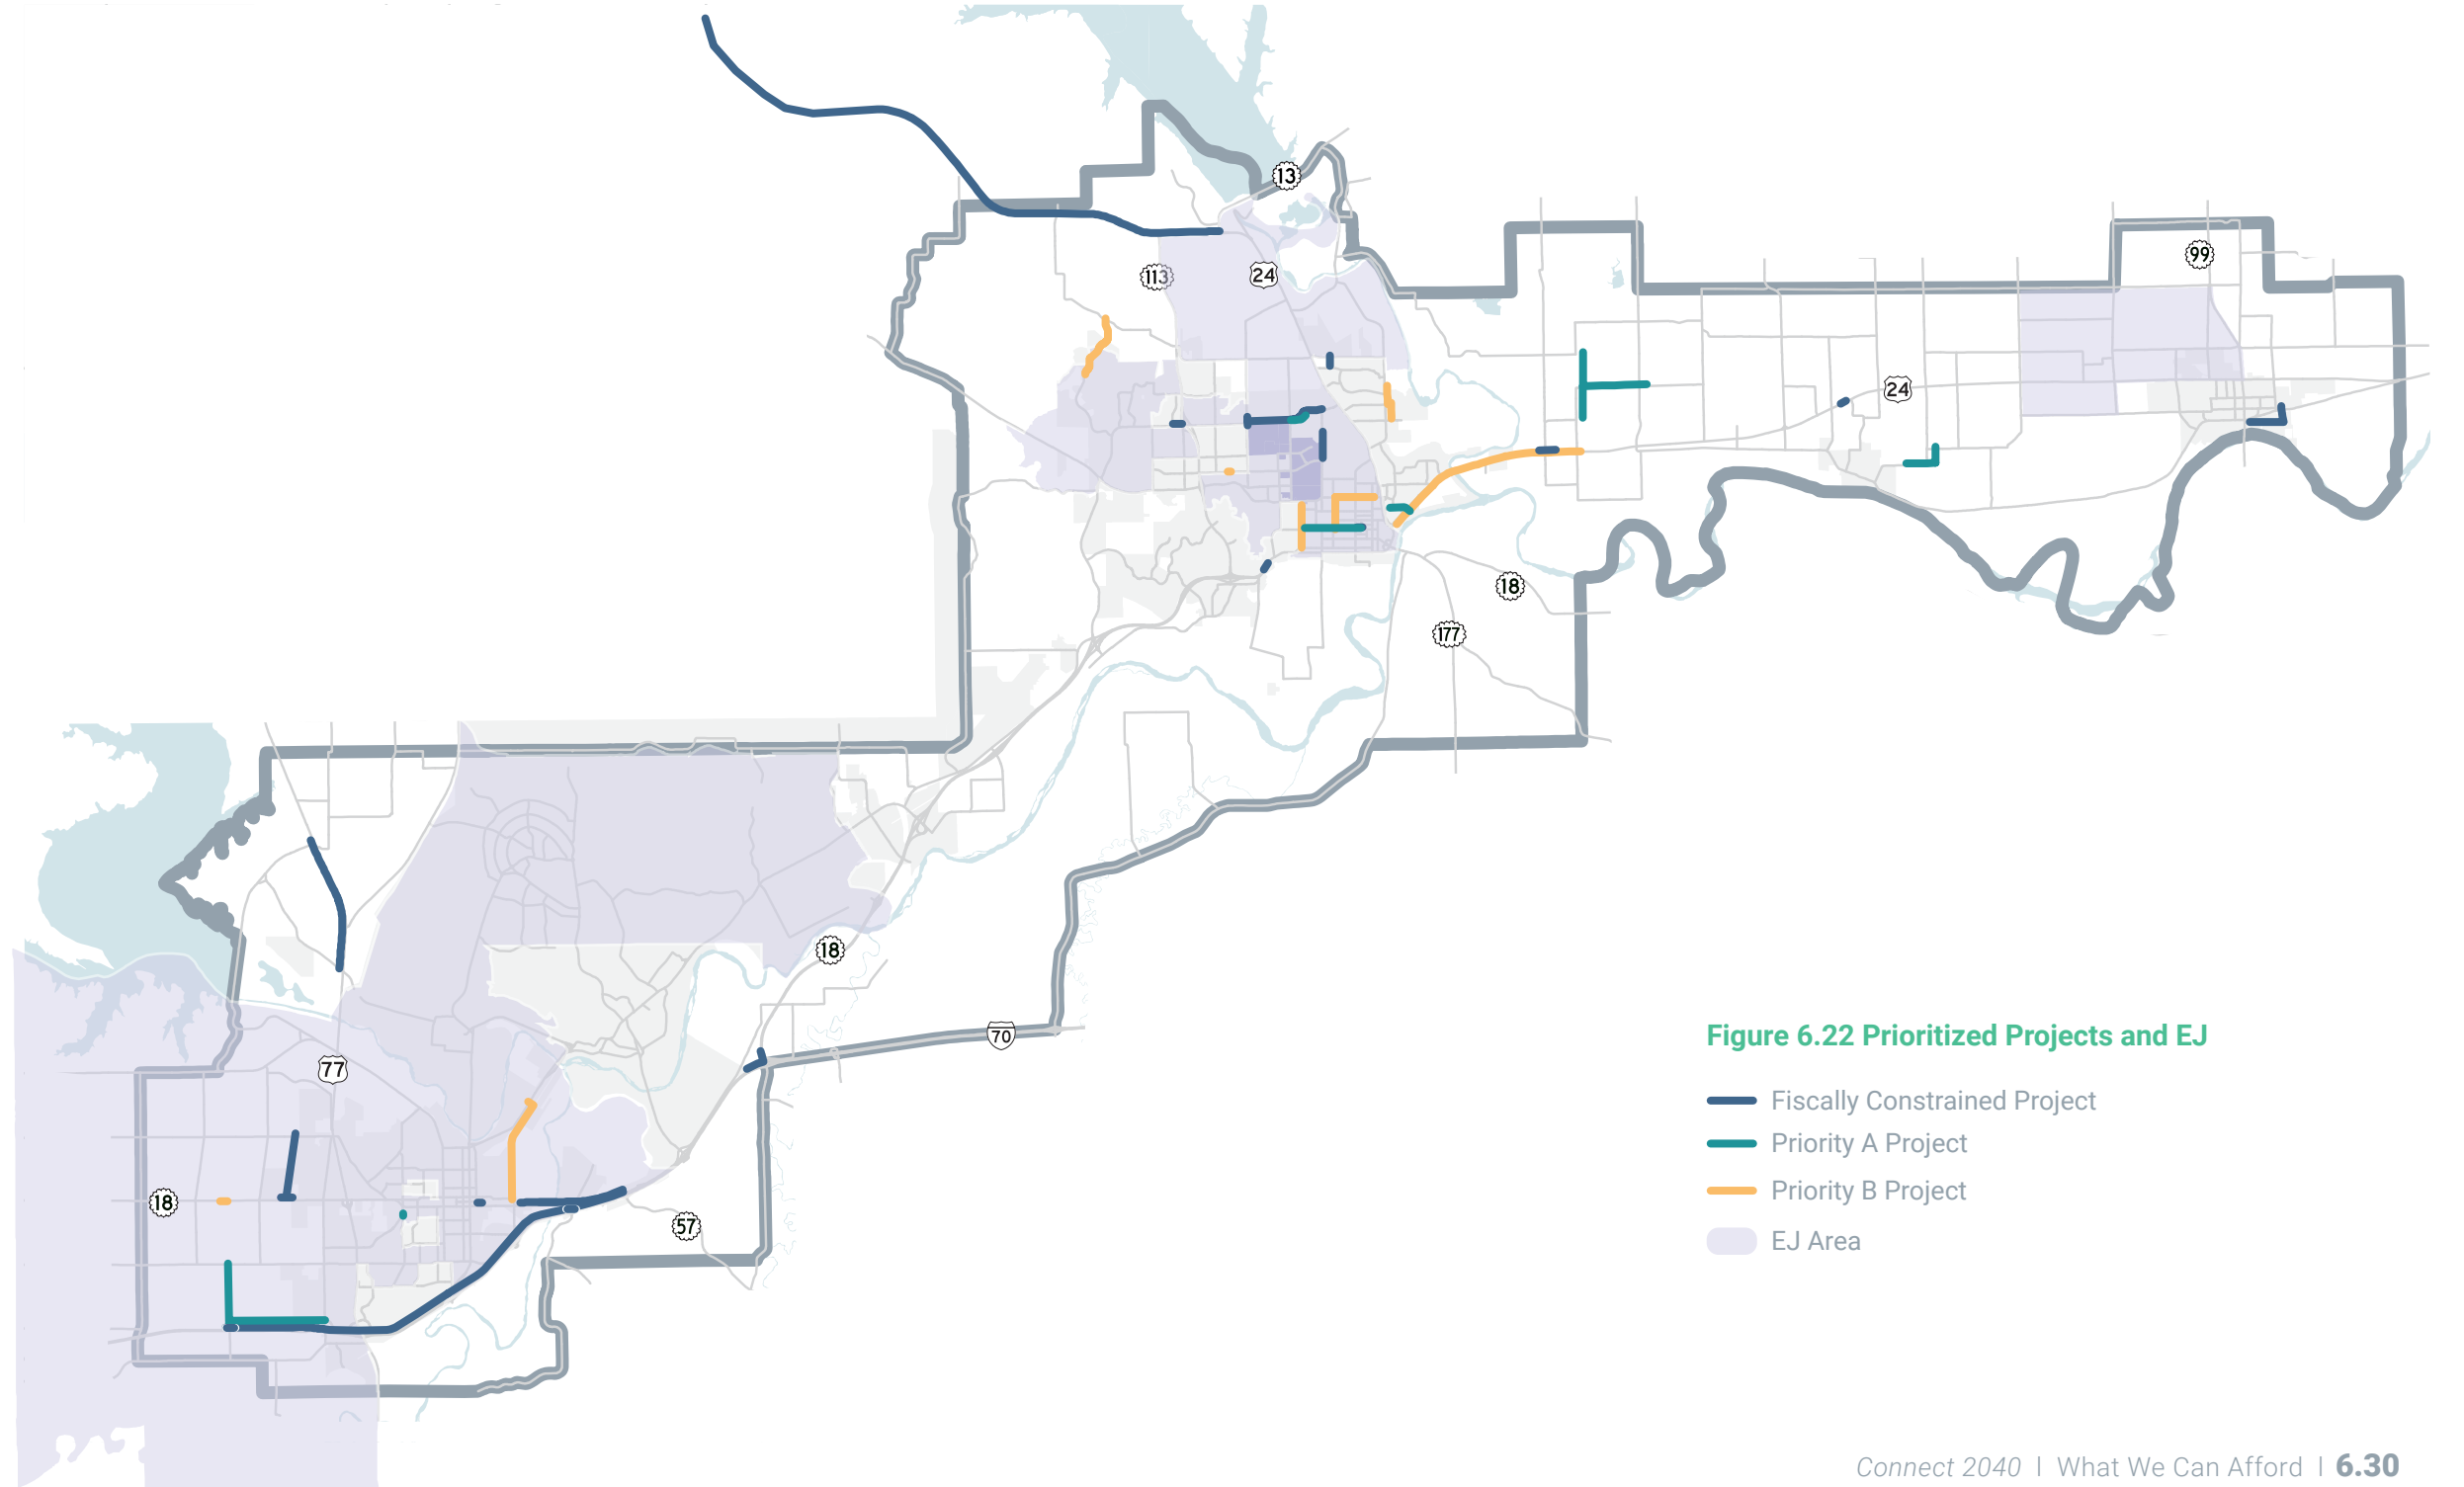 13
113
24
99
24
18
177
18
70
77
18
57
Figure 6.22 Prioritized Projects and EJ
Fiscally Constrained Project
Priority A Project
Priority B Project
EJ Area
Connect 2040 | What We Can Afford | 6.30